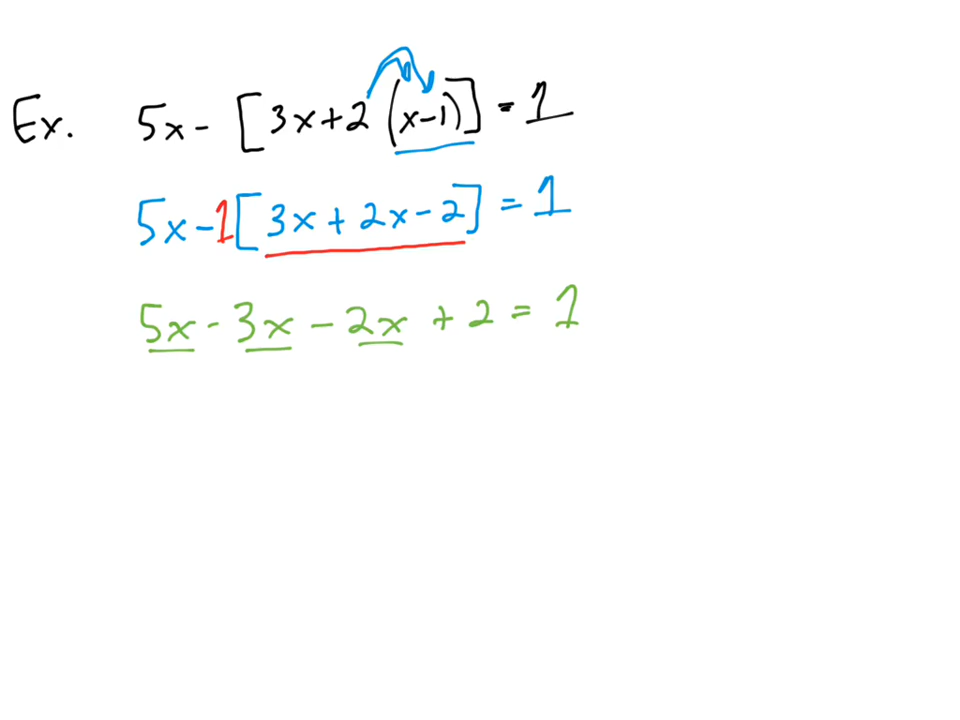 Ex. 5x - [3x + 2(x - 1)] = 1
5x - 1[3x + 2x - 2] = 1
5x - 3x - 2x + 2 = 1